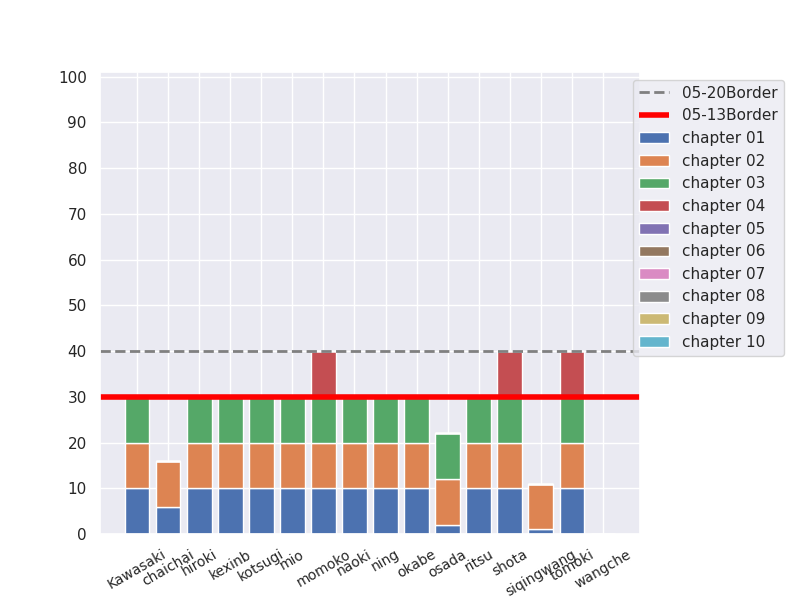 100
90
80
70
60
50
40
30
20
10
0
05-20Border
05-13Border
chapter 01
chapter 02
chapter 03
chapter 04
chapter 05
chapter 06
chapter 07
chapter 08
chapter 09
chapter 10
Kawasaki
chaichai
hiroki
kexinb
kotsugi
mio
momoko
naoki
ning
okabe
osada
ritsu
shota
siqingwang
tomoki
wangche